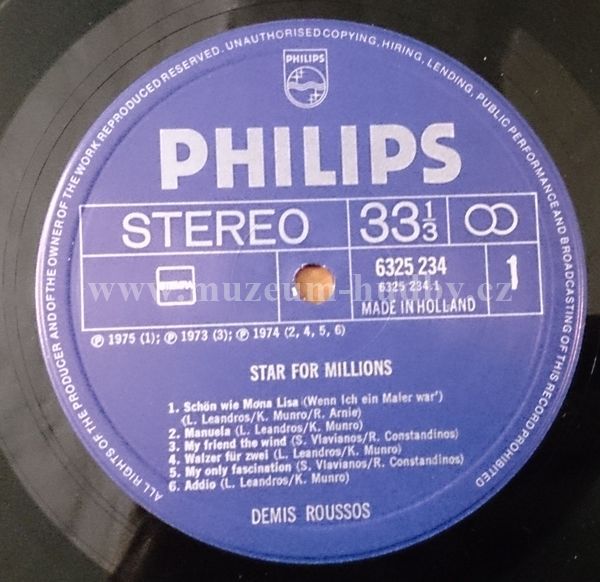 ALL RIGHTS OF THE PRODUCER AND OF THE OWNER OF THE WORK REPRODUCED RESERVED. UNAUTHORISED COPYING, HIRING, LENDING, PUBLIC PERFORMANCE AND BROADCASTING OF THIS RECORD PROHIBITED
PHILIPS
PHILIPS
STEREO 33⅓
6325 234 1
6325 234.1
MADE IN HOLLAND
www.muzeum-hudby.cz
Ⓟ 1975 (1); Ⓟ 1973 (3); Ⓟ 1974 (2, 4, 5, 6)
STAR FOR MILLIONS
1. Schön wie Mona Lisa (Wenn Ich ein Maler war')
(L. Leandros/K. Munro/R. Arnie)
2. Manuela (L. Leandros/K. Munro)
3. My friend the wind (S. Vlavianos/R. Constandinos)
4. Walzer für zwei (L. Leandros/K. Munro)
5. My only fascination (S. Vlavianos/R. Constandinos)
6. Addio (L. Leandros/K. Munro)
DEMIS ROUSSOS